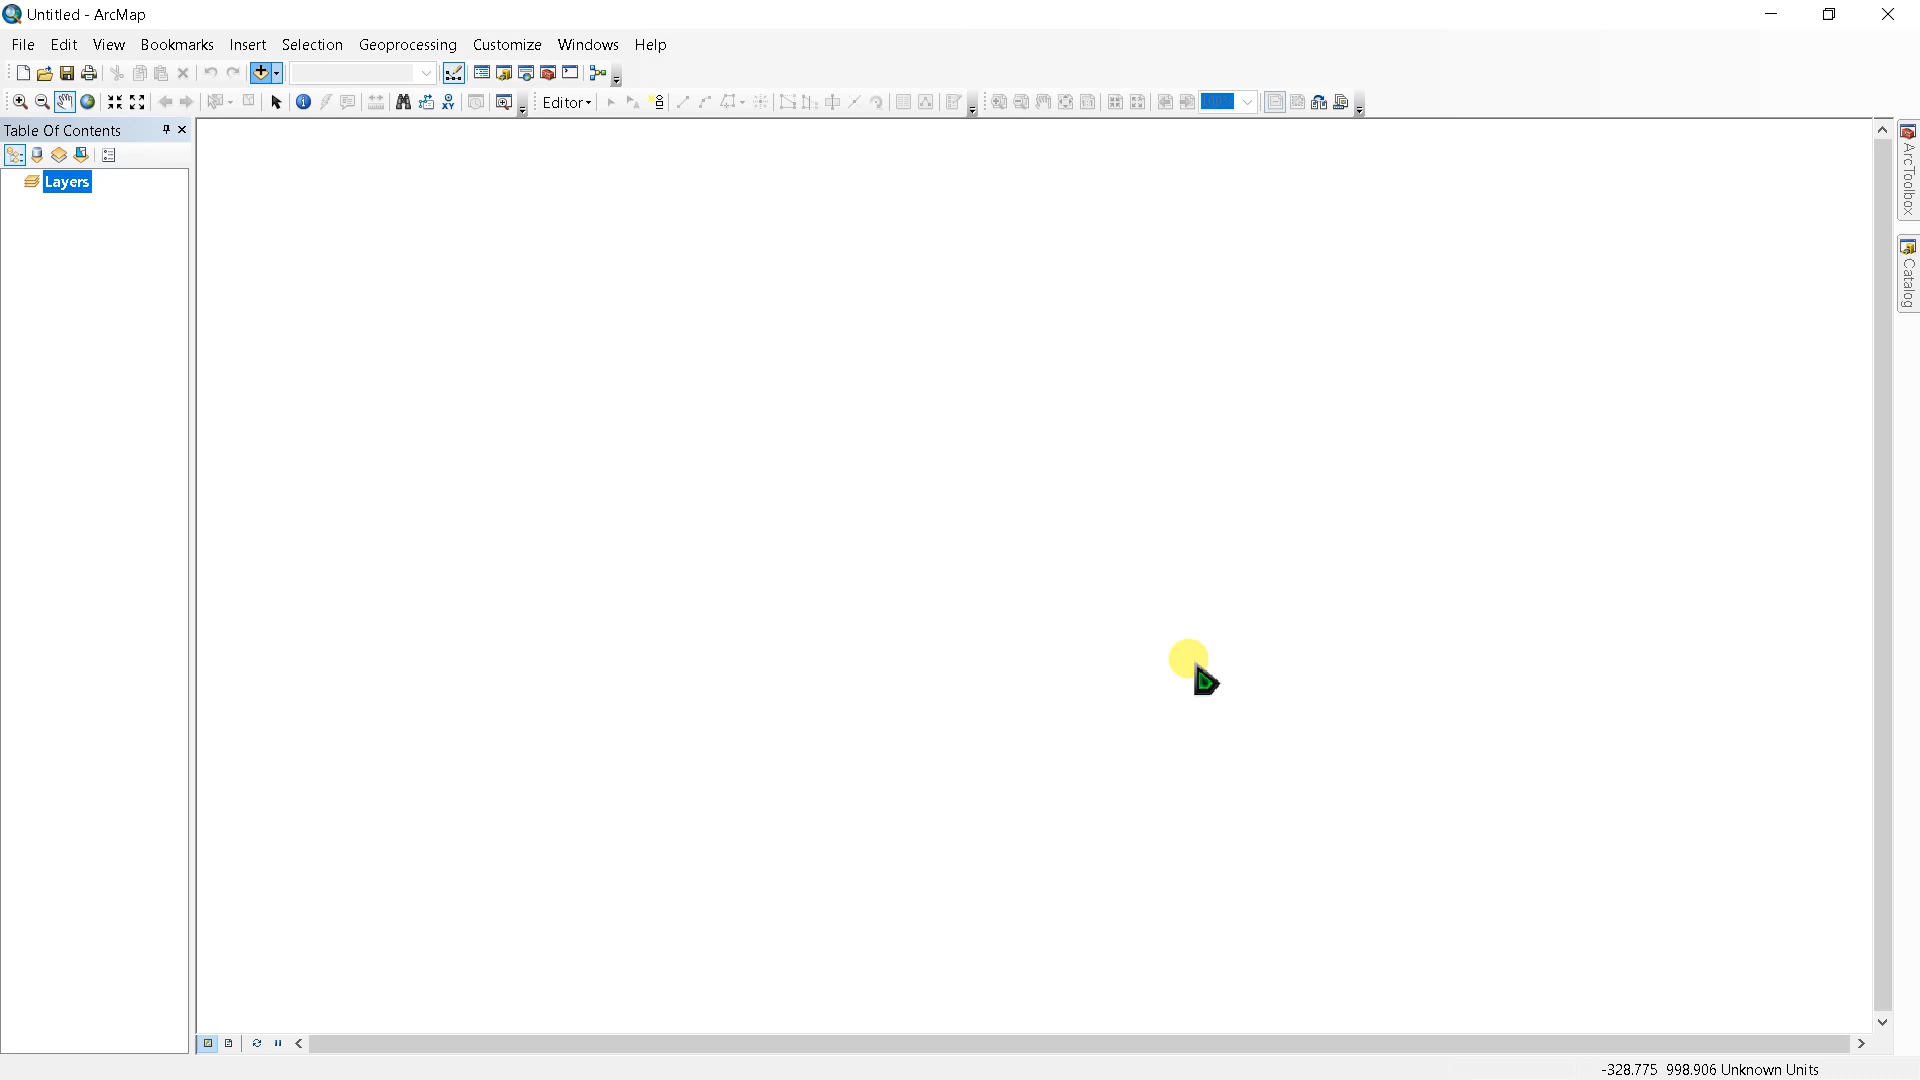 Untitled - ArcMap
File Edit View Bookmarks Insert Selection Geoprocessing Customize Windows Help
Editor 100%
Table Of Contents
Layers
ArcToolbox
Catalog
-328.775 998.906 Unknown Units